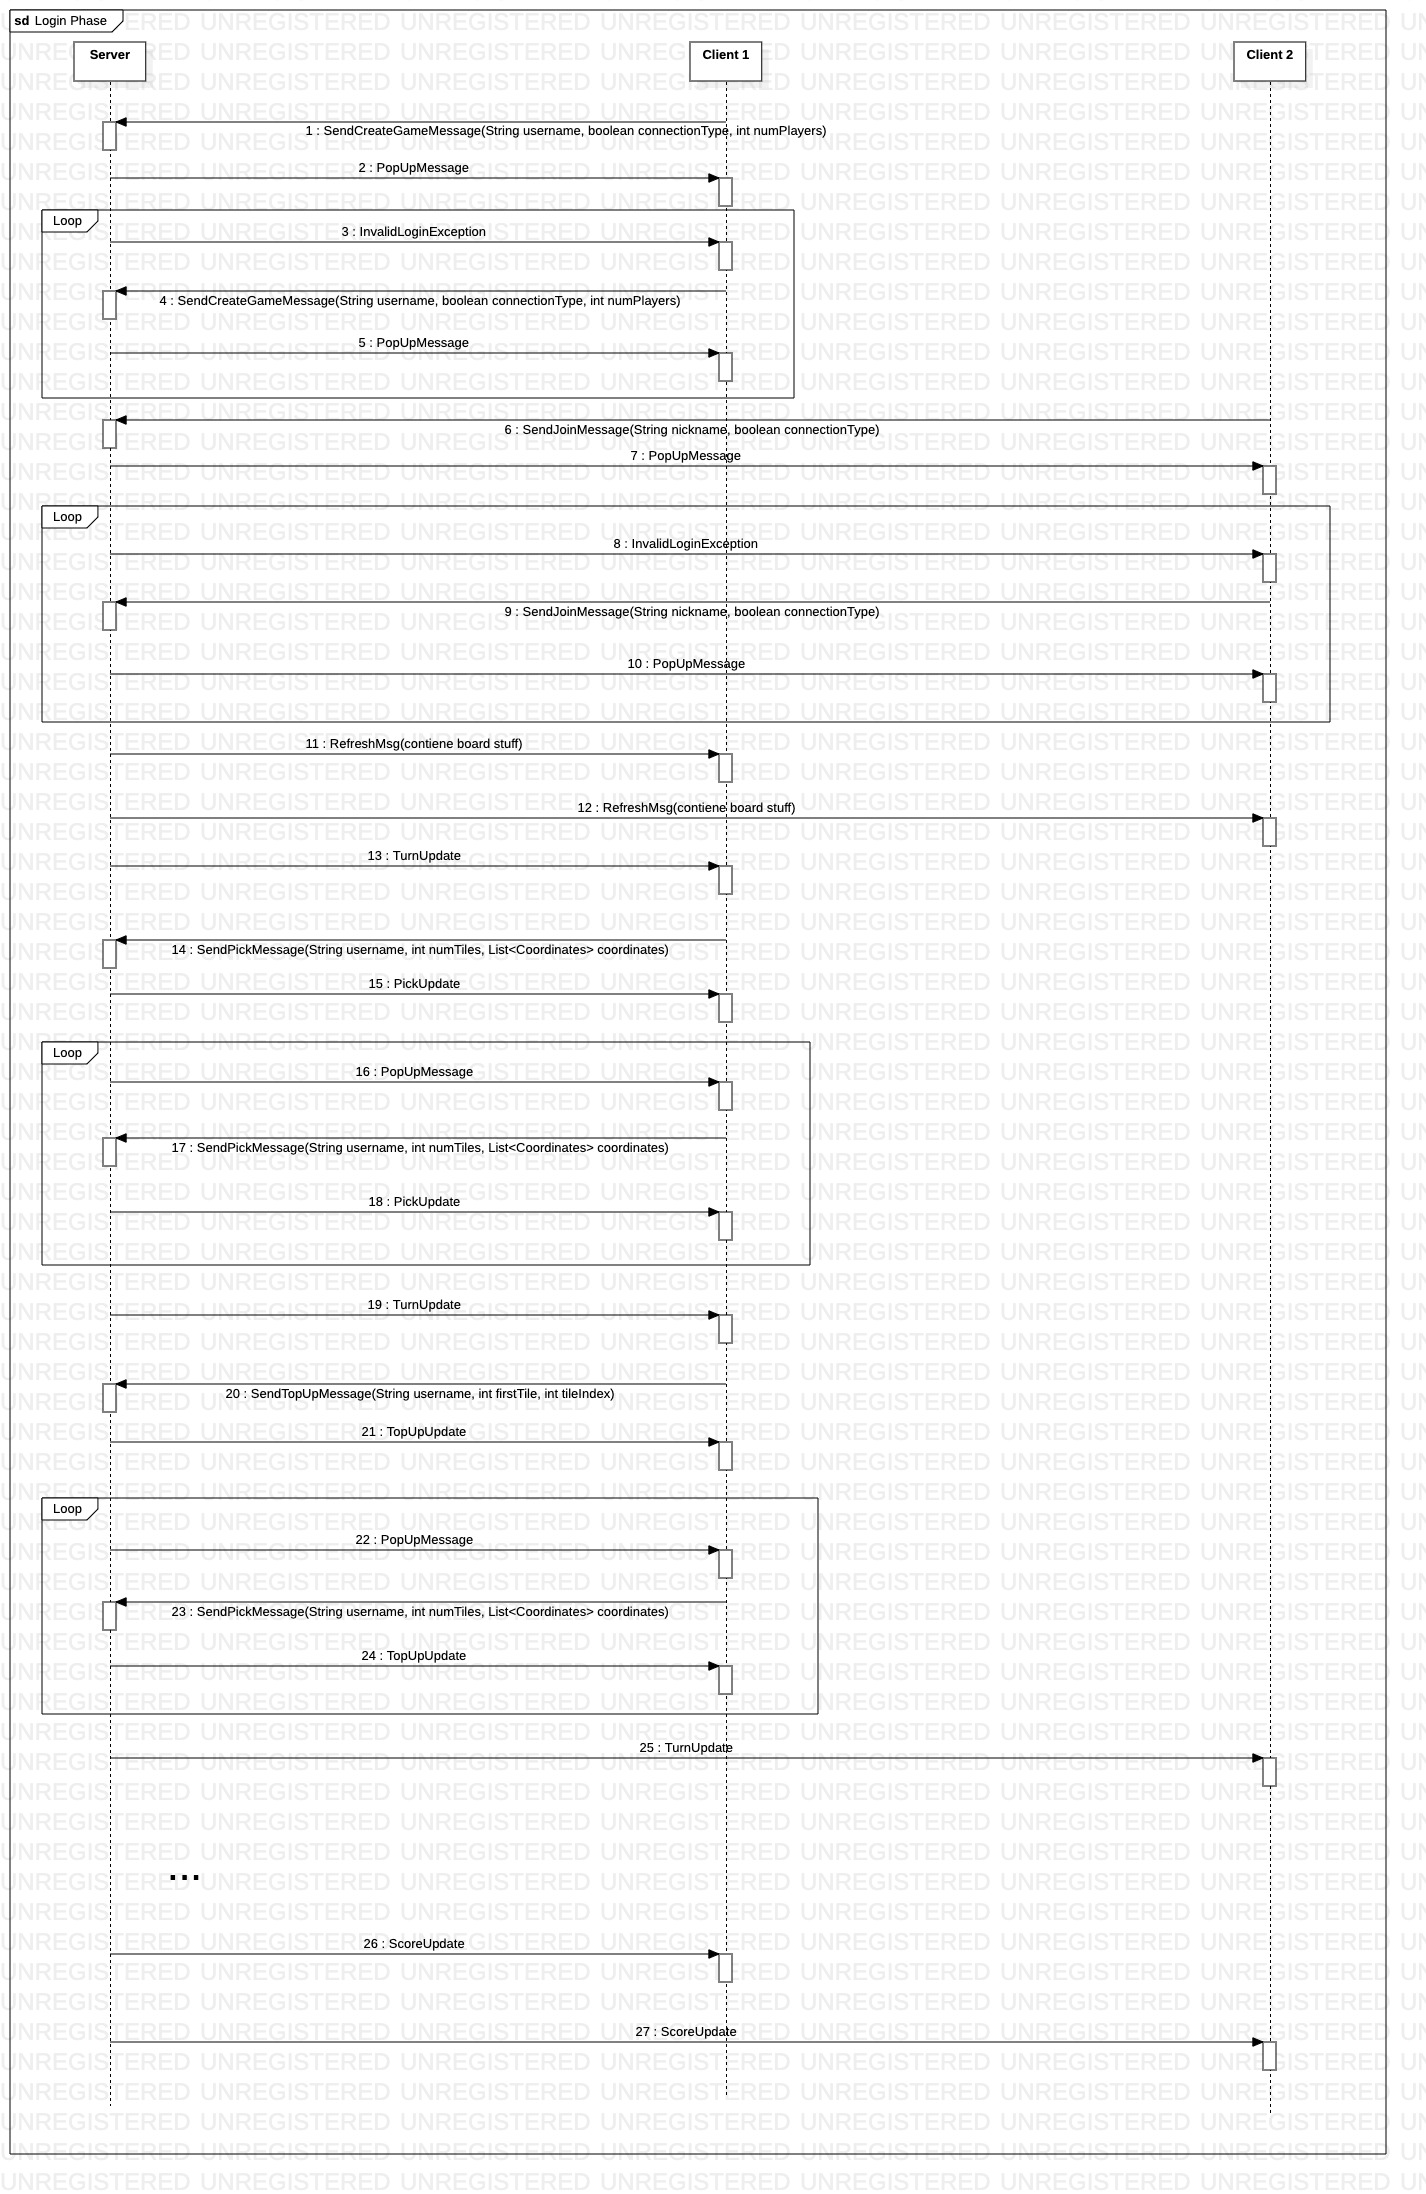 sd Login Phase
Server
Client 1
Client 2
1 : SendCreateGameMessage(String username, boolean connectionType, int numPlayers)
2 : PopUpMessage
Loop
3 : InvalidLoginException
4 : SendCreateGameMessage(String username, boolean connectionType, int numPlayers)
5 : PopUpMessage
6 : SendJoinMessage(String nickname, boolean connectionType)
7 : PopUpMessage
Loop
8 : InvalidLoginException
9 : SendJoinMessage(String nickname, boolean connectionType)
10 : PopUpMessage
11 : RefreshMsg(contiene board stuff)
12 : RefreshMsg(contiene board stuff)
13 : TurnUpdate
14 : SendPickMessage(String username, int numTiles, List<Coordinates> coordinates)
15 : PickUpdate
Loop
16 : PopUpMessage
17 : SendPickMessage(String username, int numTiles, List<Coordinates> coordinates)
18 : PickUpdate
19 : TurnUpdate
20 : SendTopUpMessage(String username, int firstTile, int tileIndex)
21 : TopUpUpdate
Loop
22 : PopUpMessage
23 : SendPickMessage(String username, int numTiles, List<Coordinates> coordinates)
24 : TopUpUpdate
25 : TurnUpdate
...
26 : ScoreUpdate
27 : ScoreUpdate
UNREGISTERED